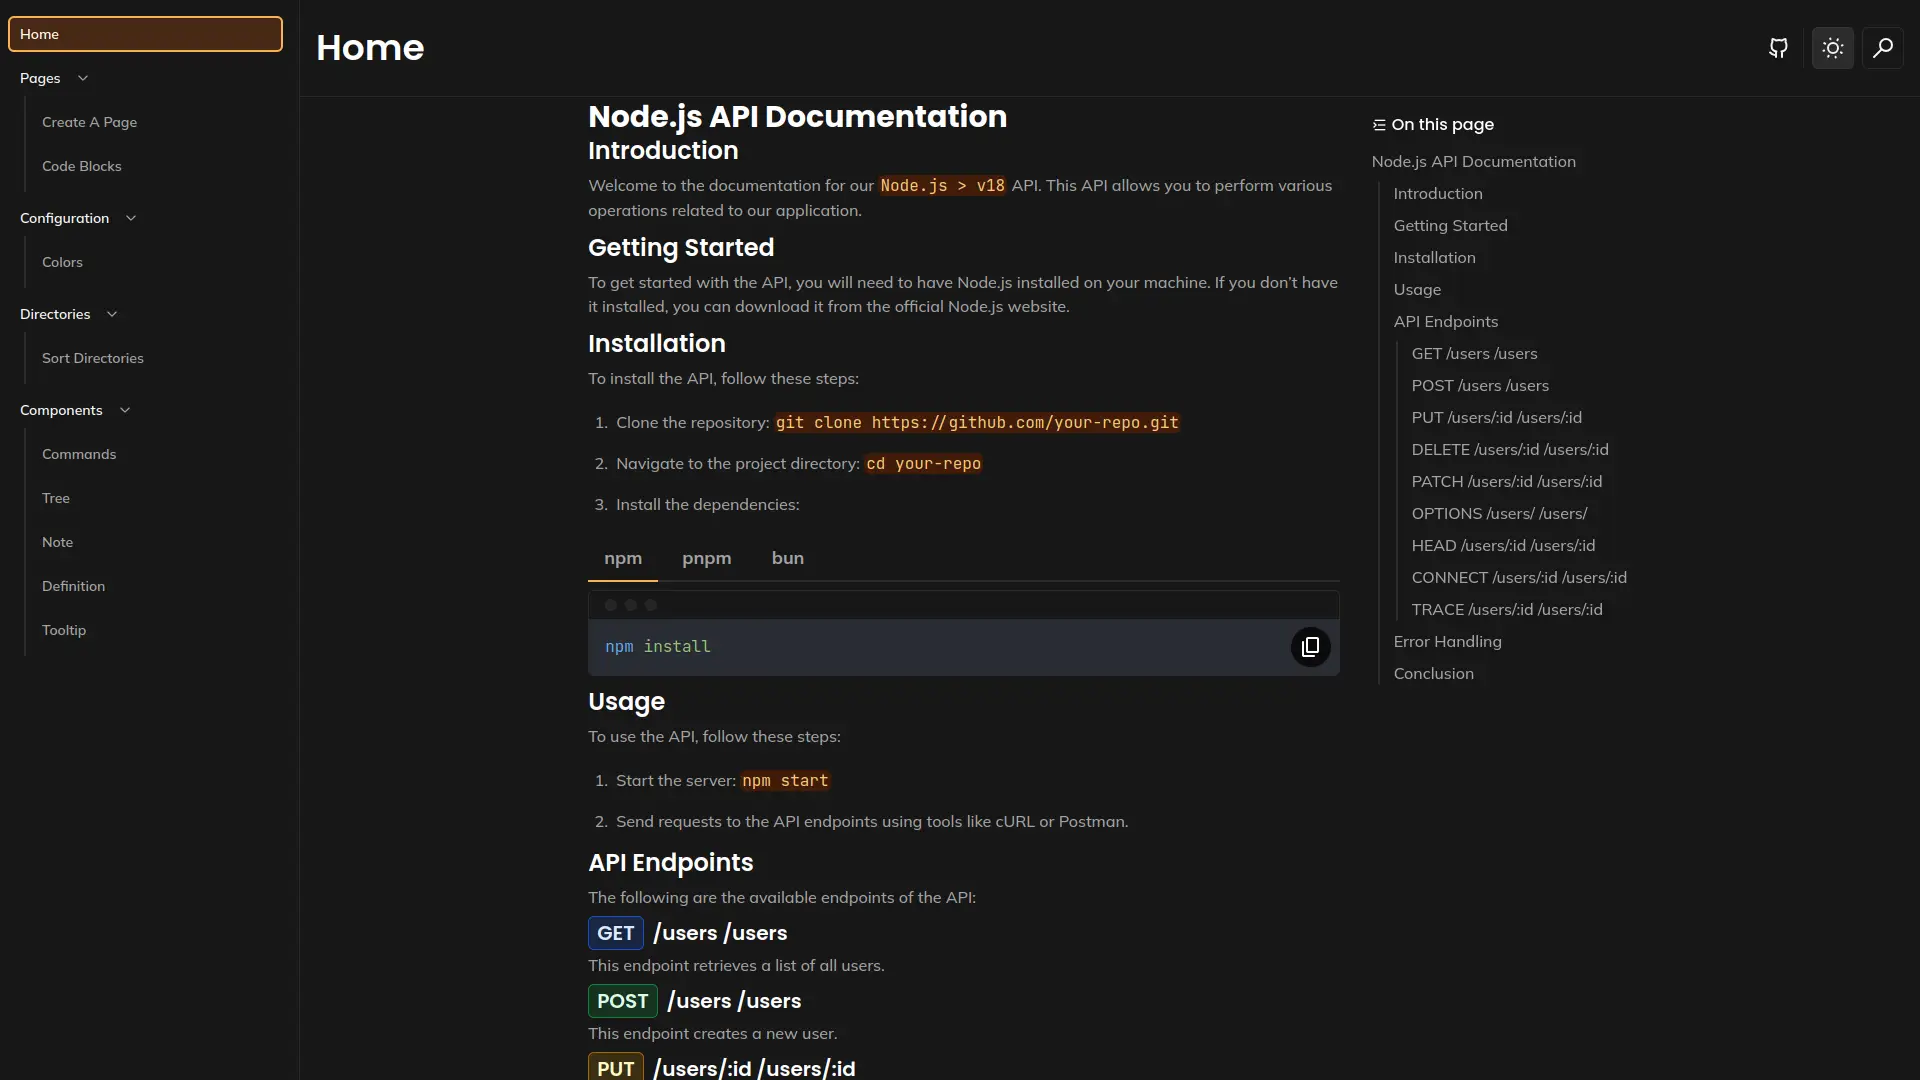 Home
Pages
Create A Page
Code Blocks
Configuration
Colors
Directories
Sort Directories
Components
Commands
Tree
Note
Definition
Tooltip
Home
Node.js API Documentation
Introduction
Welcome to the documentation for our Node.js > v18 API. This API allows you to perform various
operations related to our application.
Getting Started
To get started with the API, you will need to have Node.js installed on your machine. If you don’t have
it installed, you can download it from the official Node.js website.
Installation
To install the API, follow these steps:
1. Clone the repository: git clone https://github.com/your-repo.git
2. Navigate to the project directory: cd your-repo
3. Install the dependencies:
npm pnpm bun
npm install
Usage
To use the API, follow these steps:
1. Start the server: npm start
2. Send requests to the API endpoints using tools like cURL or Postman.
API Endpoints
The following are the available endpoints of the API:
GET /users /users
This endpoint retrieves a list of all users.
POST /users /users
This endpoint creates a new user.
PUT /users/:id /users/:id
On this page
Node.js API Documentation
Introduction
Getting Started
Installation
Usage
API Endpoints
GET /users /users
POST /users /users
PUT /users/:id /users/:id
DELETE /users/:id /users/:id
PATCH /users/:id /users/:id
OPTIONS /users/ /users/
HEAD /users/:id /users/:id
CONNECT /users/:id /users/:id
TRACE /users/:id /users/:id
Error Handling
Conclusion